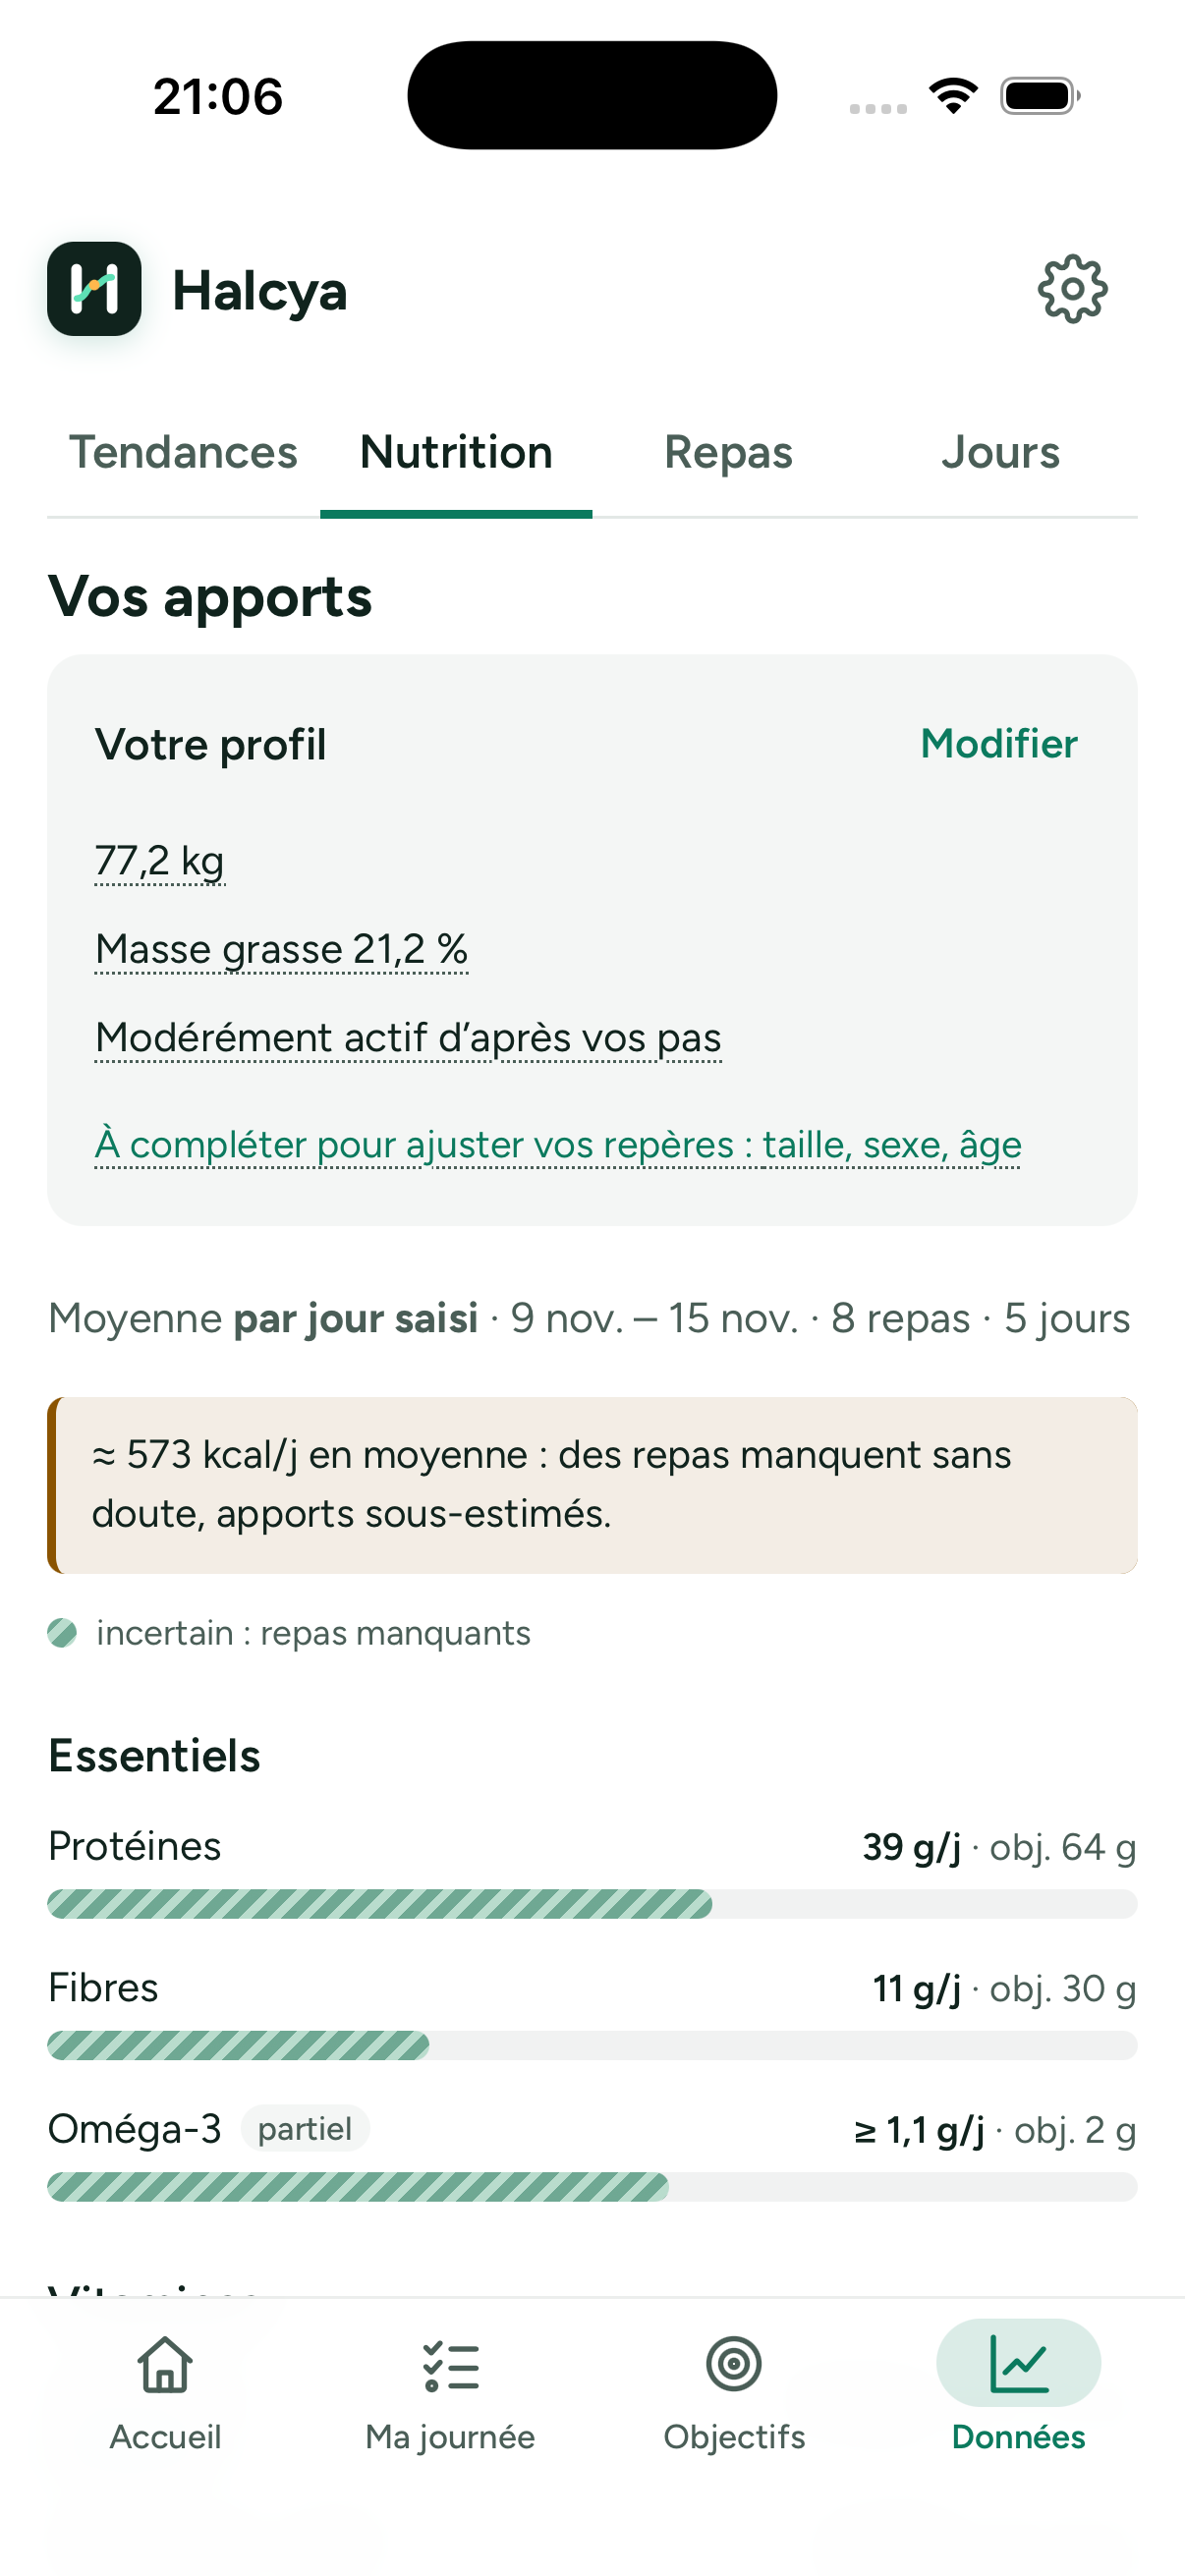 21:06
Halcya
Tendances Nutrition Repas Jours
Vos apports
Votre profil Modifier
77,2 kg
Masse grasse 21,2 %
Modérément actif d’après vos pas
À compléter pour ajuster vos repères : taille, sexe, âge
Moyenne par jour saisi · 9 nov. – 15 nov. · 8 repas · 5 jours
≈ 573 kcal/j en moyenne : des repas manquent sans
doute, apports sous-estimés.
incertain : repas manquants
Essentiels
Protéines 39 g/j · obj. 64 g
Fibres 11 g/j · obj. 30 g
Oméga-3 partiel ≥ 1,1 g/j · obj. 2 g
Accueil Ma journée Objectifs Données